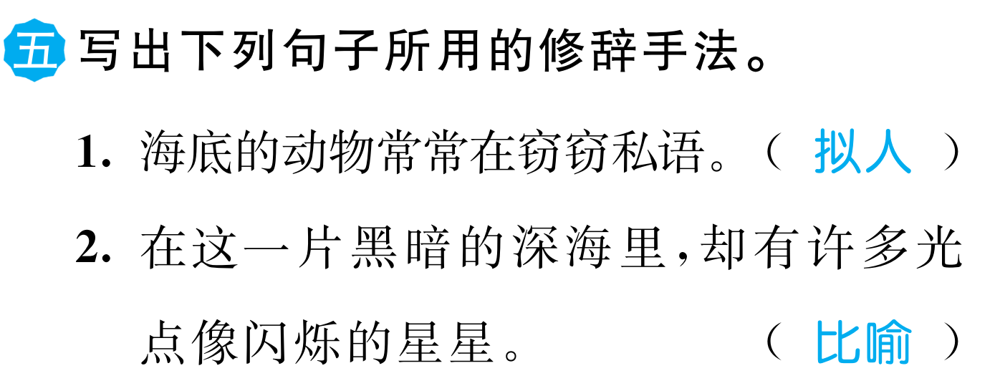 五 写出下列句子所用的修辞手法。
1. 海底的动物常常在窃窃私语。（ 拟人 ）
2. 在这一片黑暗的深海里，却有许多光
点像闪烁的星星。 （ 比喻 ）